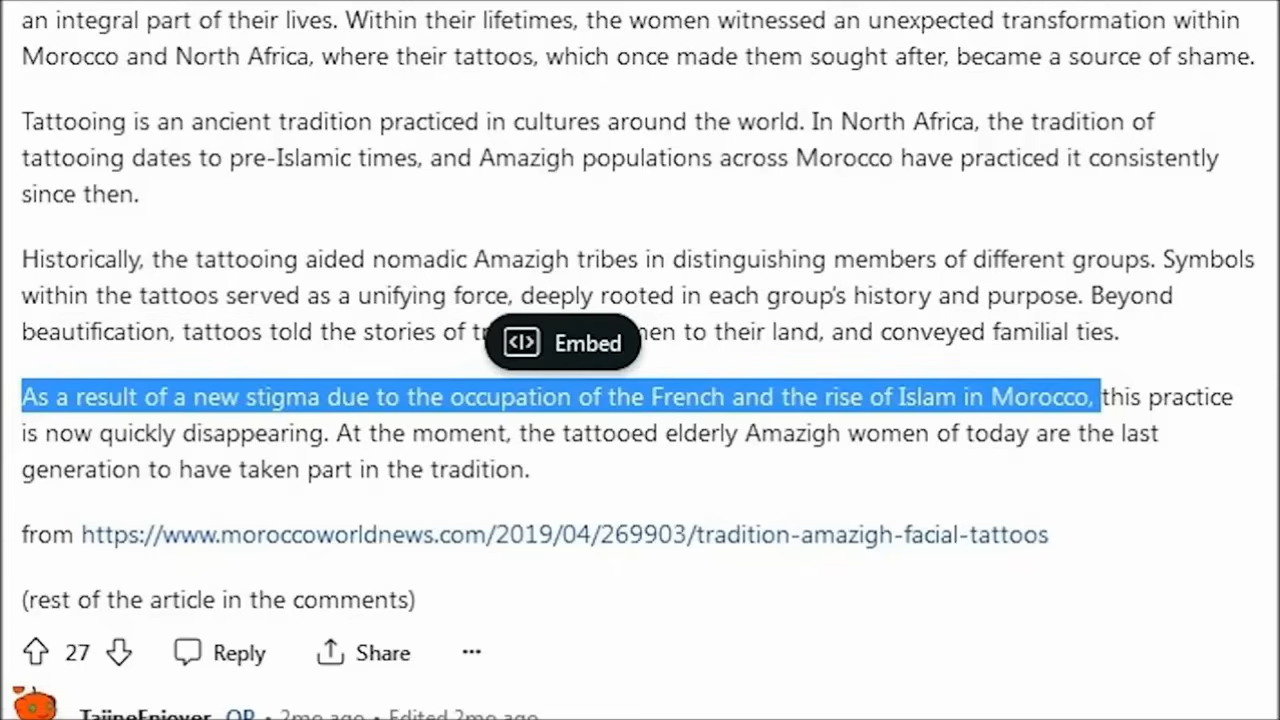 an integral part of their lives. Within their lifetimes, the women witnessed an unexpected transformation within
Morocco and North Africa, where their tattoos, which once made them sought after, became a source of shame.
Tattooing is an ancient tradition practiced in cultures around the world. In North Africa, the tradition of
tattooing dates to pre-Islamic times, and Amazigh populations across Morocco have practiced it consistently
since then.
Historically, the tattooing aided nomadic Amazigh tribes in distinguishing members of different groups. Symbols
within the tattoos served as a unifying force, deeply rooted in each group's history and purpose. Beyond
beautification, tattoos told the stories of to their land, and conveyed familial ties.
Embed
As a result of a new stigma due to the occupation of the French and the rise of Islam in Morocco, this practice
is now quickly disappearing. At the moment, the tattooed elderly Amazigh women of today are the last
generation to have taken part in the tradition.
from https://www.moroccoworldnews.com/2019/04/269903/tradition-amazigh-facial-tattoos
(rest of the article in the comments)
27 Reply Share ...
TajineEnjoyer OP • 2mo ago • Edited 2mo ago